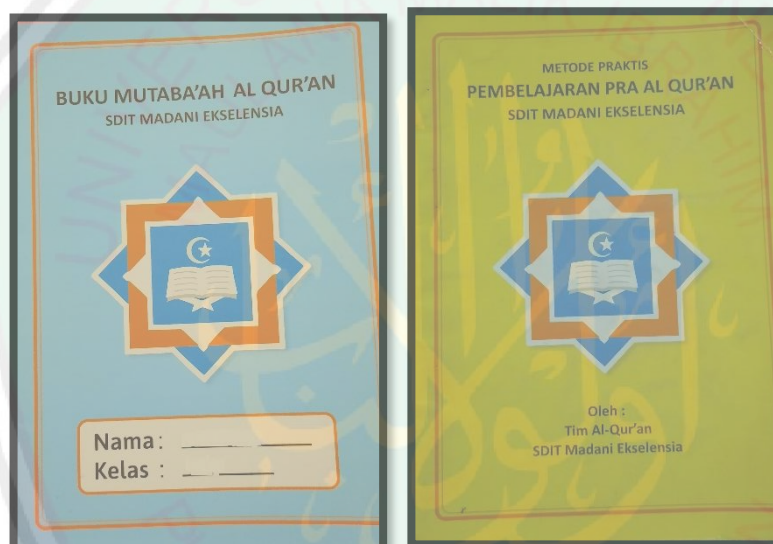 BUKU MUTABA'AH AL QUR'AN
SDIT MADANI EKSELENSIA
Nama :
Kelas :
METODE PRAKTIS
PEMBELAJARAN PRA AL QUR'AN
SDIT MADANI EKSELENSIA
Oleh :
Tim Al-Qur'an
SDIT Madani Ekselensia